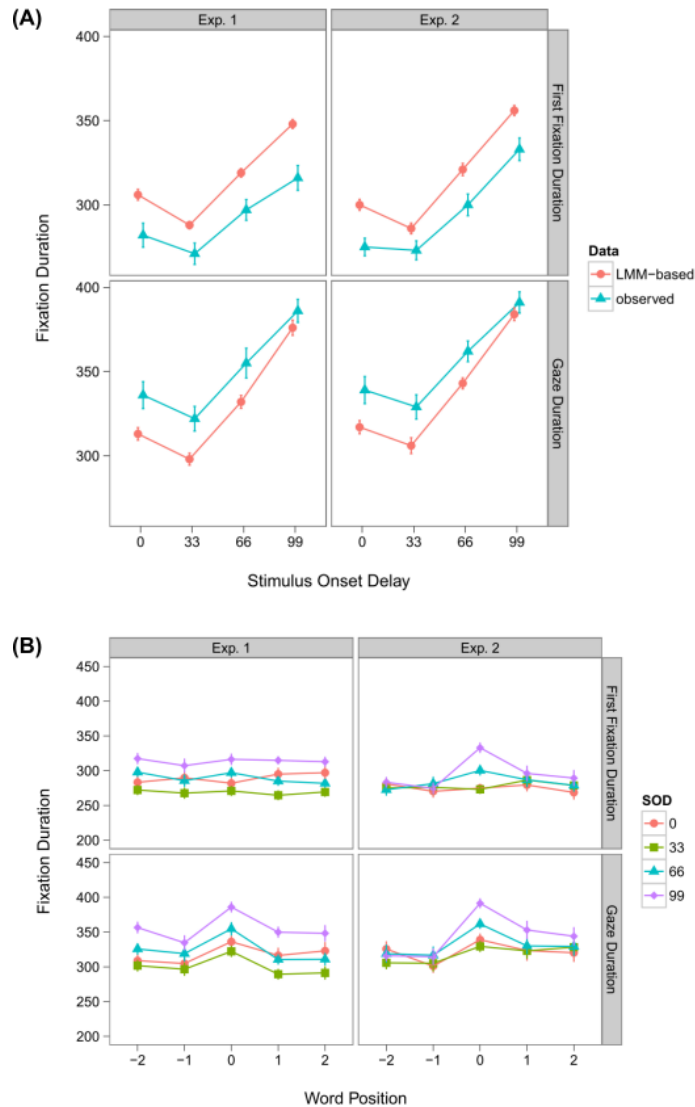 (A)
Exp. 1
Exp. 2
400
350
300
First Fixation Duration
400
350
300
Gaze Duration
Fixation Duration
0 33 66 99
0 33 66 99
Stimulus Onset Delay
Data
LMM-based
observed
(B)
Exp. 1
Exp. 2
450
400
350
300
250
200
First Fixation Duration
450
400
350
300
250
200
Gaze Duration
Fixation Duration
−2 −1 0 1 2
−2 −1 0 1 2
Word Position
SOD
0
33
66
99